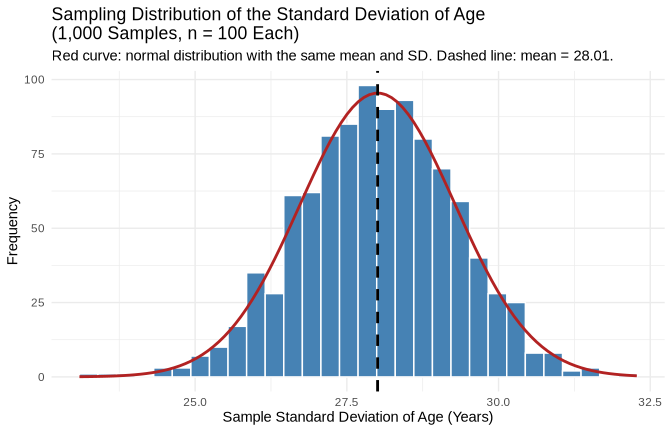 Sampling Distribution of the Standard Deviation of Age
(1,000 Samples, n = 100 Each)
Red curve: normal distribution with the same mean and SD. Dashed line: mean = 28.01.
100
75
50
25
0
Frequency
25.0 27.5 30.0 32.5
Sample Standard Deviation of Age (Years)